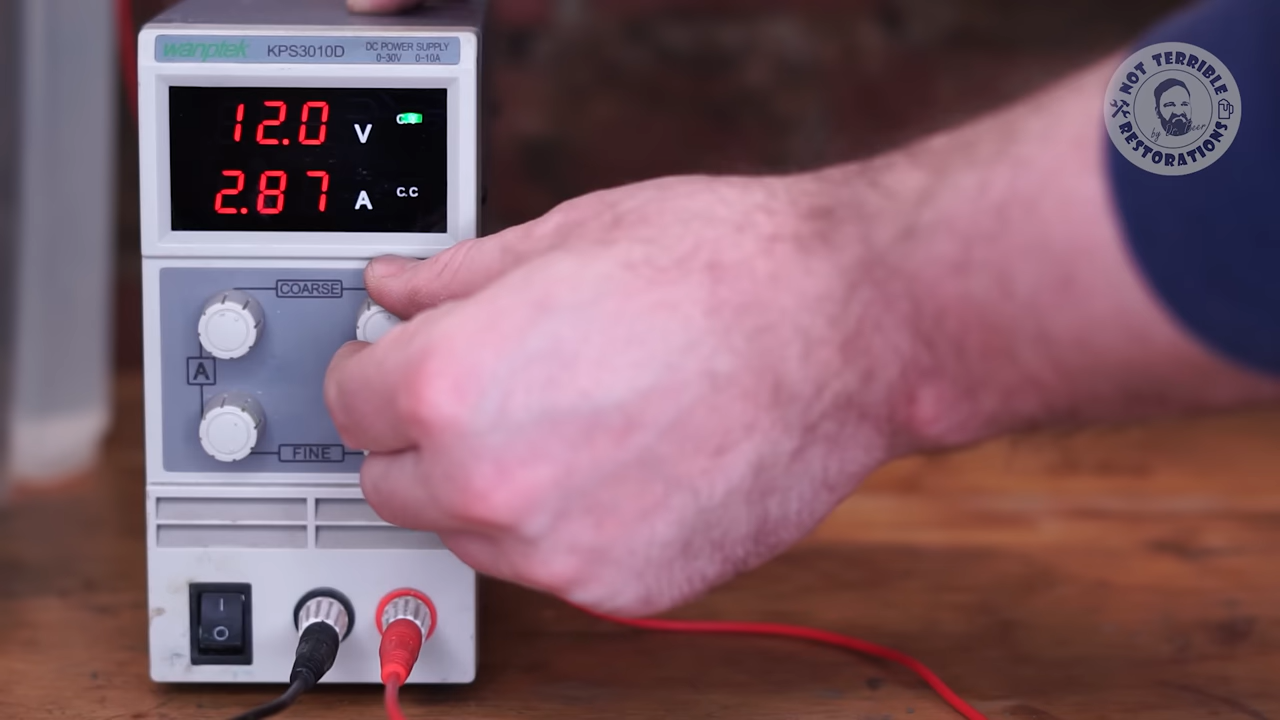 wanptek KPS3010D DC POWER SUPPLY
0~30V 0~10A
12.0 V
2.87 A C.C
COARSE
A
FINE
NOT TERRIBLE
RESTORATIONS